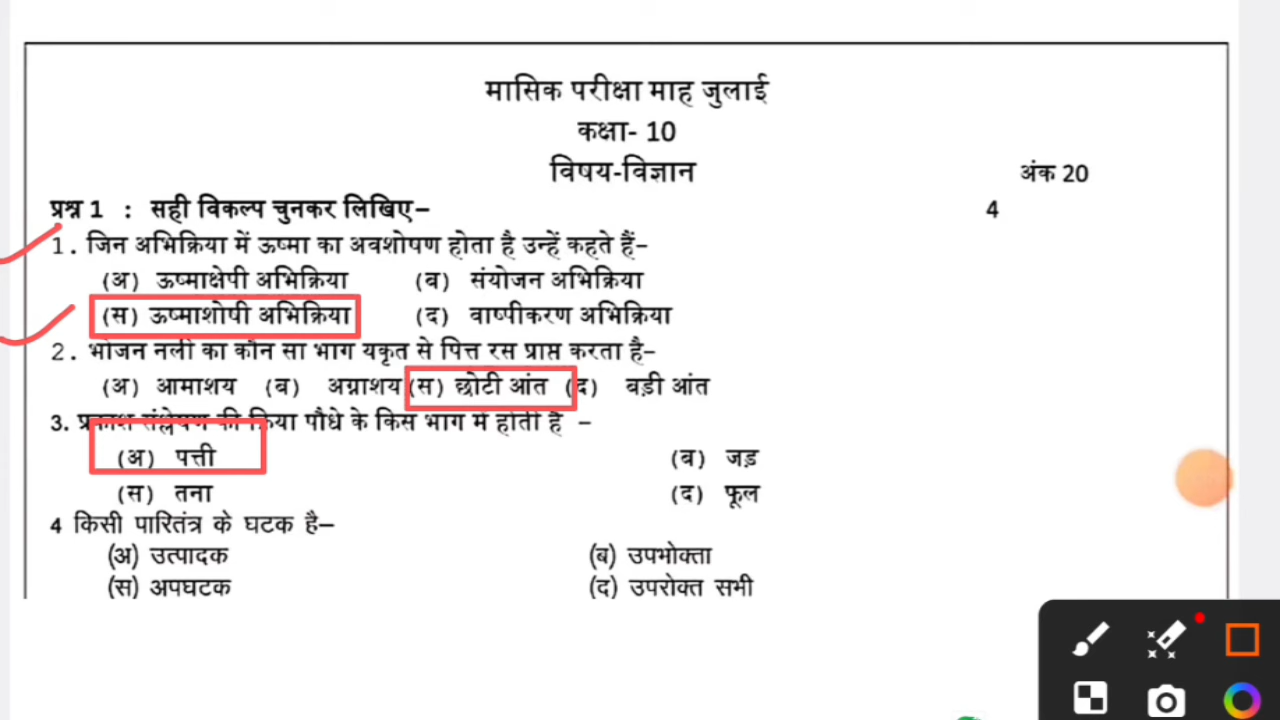 मासिक परीक्षा माह जुलाई
कक्षा- 10
विषय-विज्ञान अंक 20
प्रश्न 1 : सही विकल्प चुनकर लिखिए– 4
1. जिन अभिक्रिया में ऊष्मा का अवशोषण होता है उन्हें कहते हैं–
(अ) ऊष्माक्षेपी अभिक्रिया (ब) संयोजन अभिक्रिया
(स) ऊष्माशोषी अभिक्रिया (द) वाष्पीकरण अभिक्रिया
2. भोजन नली का कौन सा भाग यकृत से पित्त रस प्राप्त करता है–
(अ) आमाशय (ब) अग्नाशय (स) छोटी आंत (द) बड़ी आंत
3. प्रकाश संश्लेषण की क्रिया पौधे के किस भाग में होती है –
(अ) पत्ती (ब) जड़
(स) तना (द) फूल
4 किसी पारितंत्र के घटक है–
(अ) उत्पादक (ब) उपभोक्ता
(स) अपघटक (द) उपरोक्त सभी